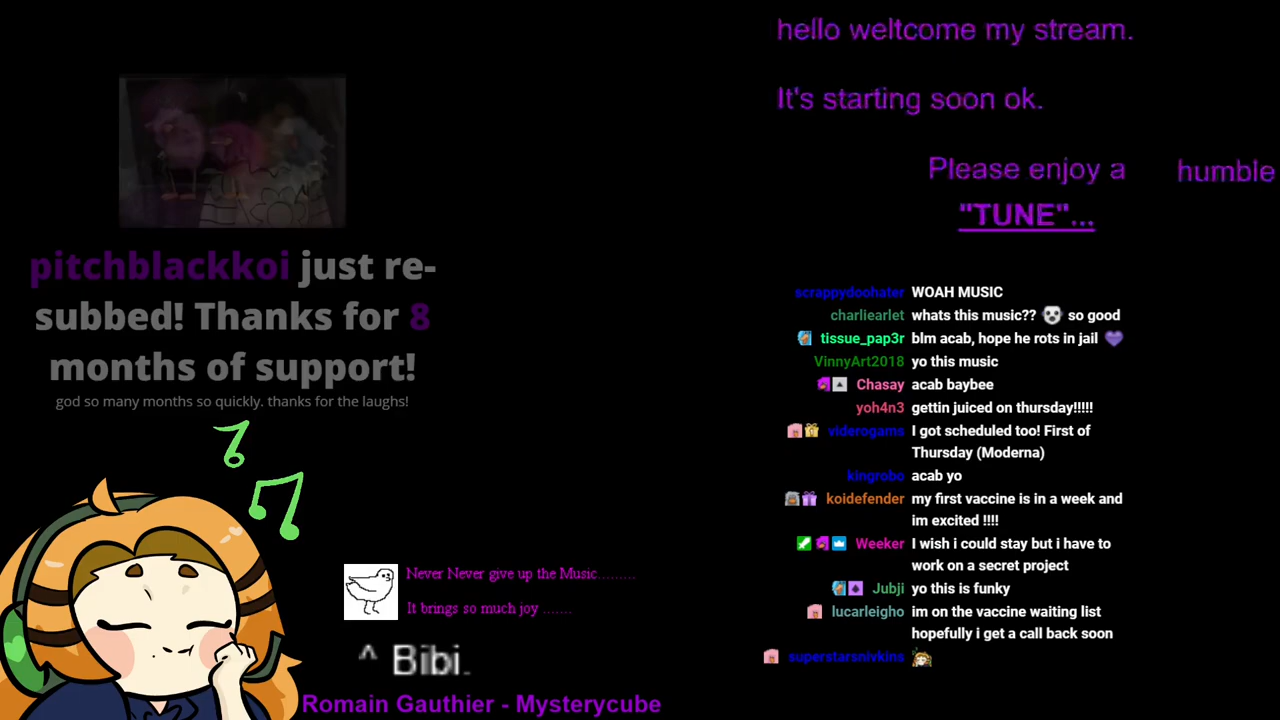 hello weltcome my stream.
It's starting soon ok.
Please enjoy a humble
"TUNE"...
pitchblackkoi just re-
subbed! Thanks for 8
months of support!
god so many months so quickly. thanks for the laughs!
scrappydoohater WOAH MUSIC
charliearlet whats this music?? so good
tissue_pap3r blm acab, hope he rots in jail
VinnyArt2018 yo this music
Chasay acab baybee
yoh4n3 gettin juiced on thursday!!!!!
viderogams I got scheduled too! First of
Thursday (Moderna)
kingrobo acab yo
koidefender my first vaccine is in a week and
im excited !!!!
Weeker I wish i could stay but i have to
work on a secret project
Jubji yo this is funky
lucarleigho im on the vaccine waiting list
hopefully i get a call back soon
superstarsnivkins
Never Never give up the Music.........
It brings so much joy ......
^ Bibi.
Romain Gauthier - Mysterycube